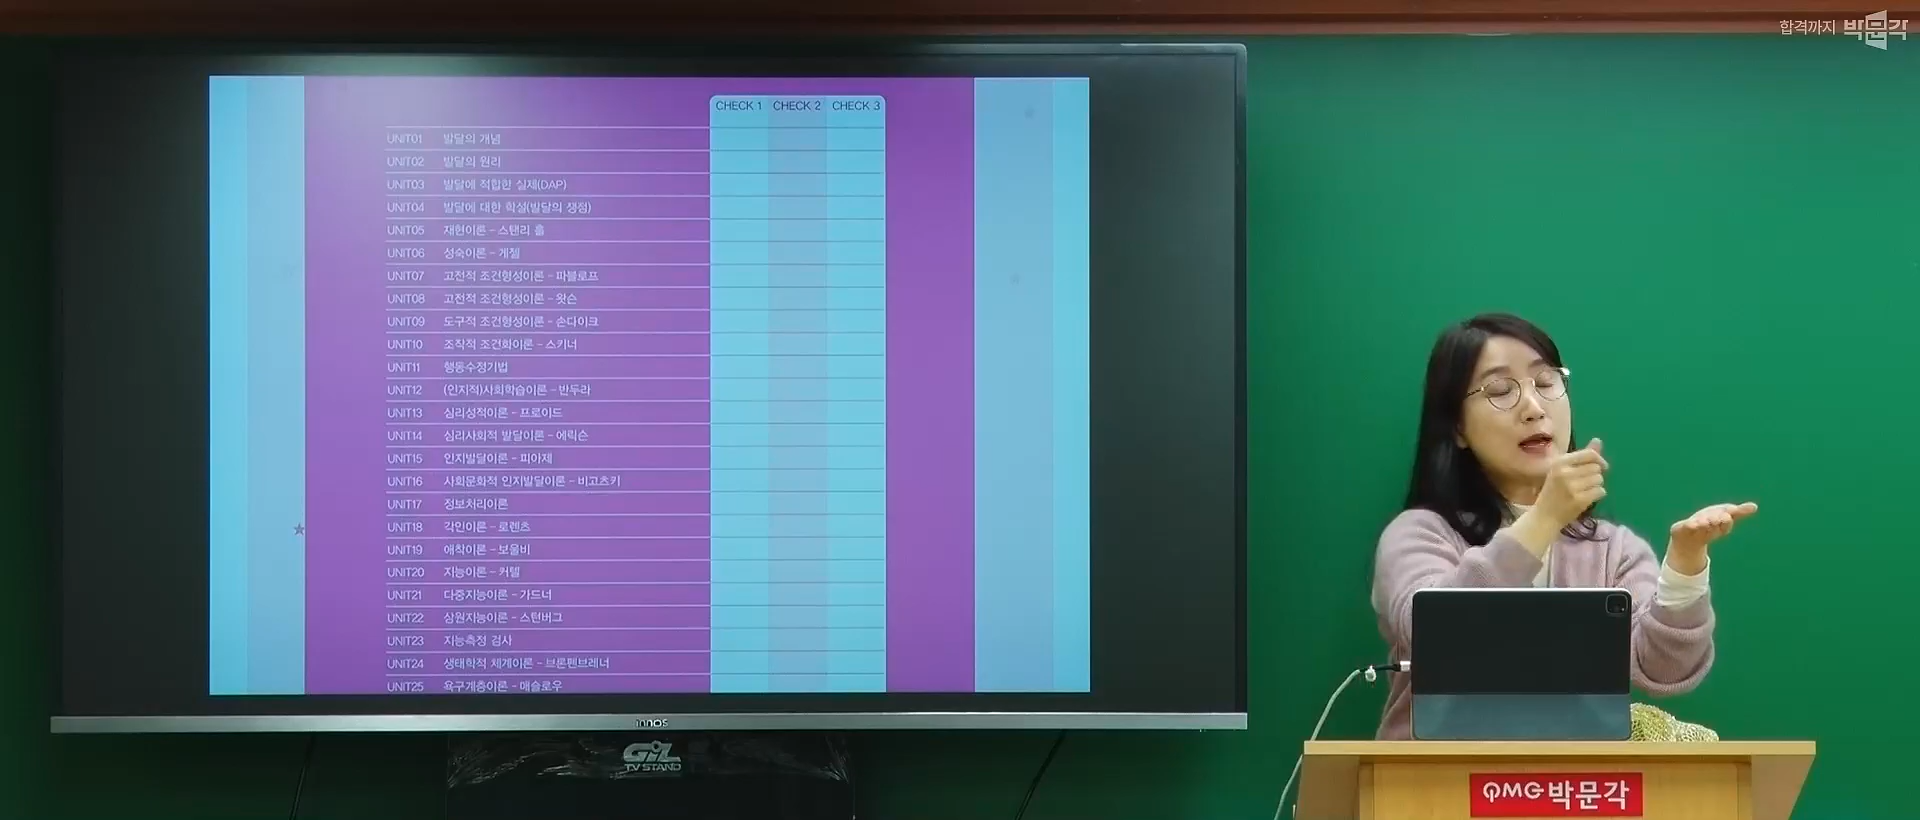 합격까지 박문각
CHECK 1 CHECK 2 CHECK 3
UNIT01 발달의 개념
UNIT02 발달의 원리
UNIT03 발달에 적합한 실제(DAP)
UNIT04 발달에 대한 학설(발달의 쟁점)
UNIT05 재현이론 - 스탠리 홀
UNIT06 성숙이론 - 게젤
UNIT07 고전적 조건형성이론 - 파블로프
UNIT08 고전적 조건형성이론 - 왓슨
UNIT09 도구적 조건형성이론 - 손다이크
UNIT10 조작적 조건화이론 - 스키너
UNIT11 행동수정기법
UNIT12 (인지적)사회학습이론 - 반두라
UNIT13 심리성적이론 - 프로이드
UNIT14 심리사회적 발달이론 - 에릭슨
UNIT15 인지발달이론 - 피아제
UNIT16 사회문화적 인지발달이론 - 비고츠키
UNIT17 정보처리이론
UNIT18 각인이론 - 로렌츠
UNIT19 애착이론 - 보울비
UNIT20 지능이론 - 커텔
UNIT21 다중지능이론 - 가드너
UNIT22 삼원지능이론 - 스턴버그
UNIT23 지능측정 검사
UNIT24 생태학적 체계이론 - 브론펜브레너
UNIT25 욕구계층이론 - 매슬로우
innos
GIL
TV STAND
PMG 박문각